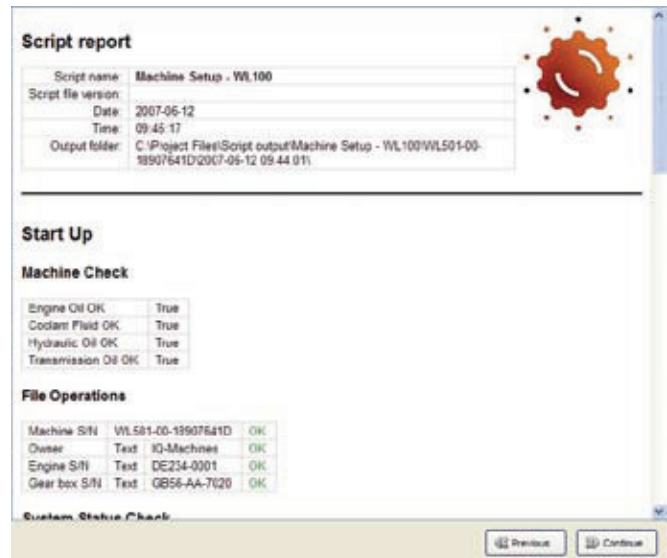 Script report
Script name: Machine Setup - WL100
Script file version:
Date: 2007-06-12
Time: 09:45:17
Output folder: C:\Project Files\Script output\Machine Setup - WL100\WL501-00-
18907641D\2007-06-12 09.44.01\
Start Up
Machine Check
Engine Oil OK True
Coolant Fluid OK True
Hydraulic Oil OK True
Transmission Oil OK True
File Operations
Machine S/N WL501-00-18907641D OK
Owner Text IQ-Machines OK
Engine S/N Text DE234-0001 OK
Gear box S/N Text GB56-AA-7020 OK
System Status Check
Previous Continue